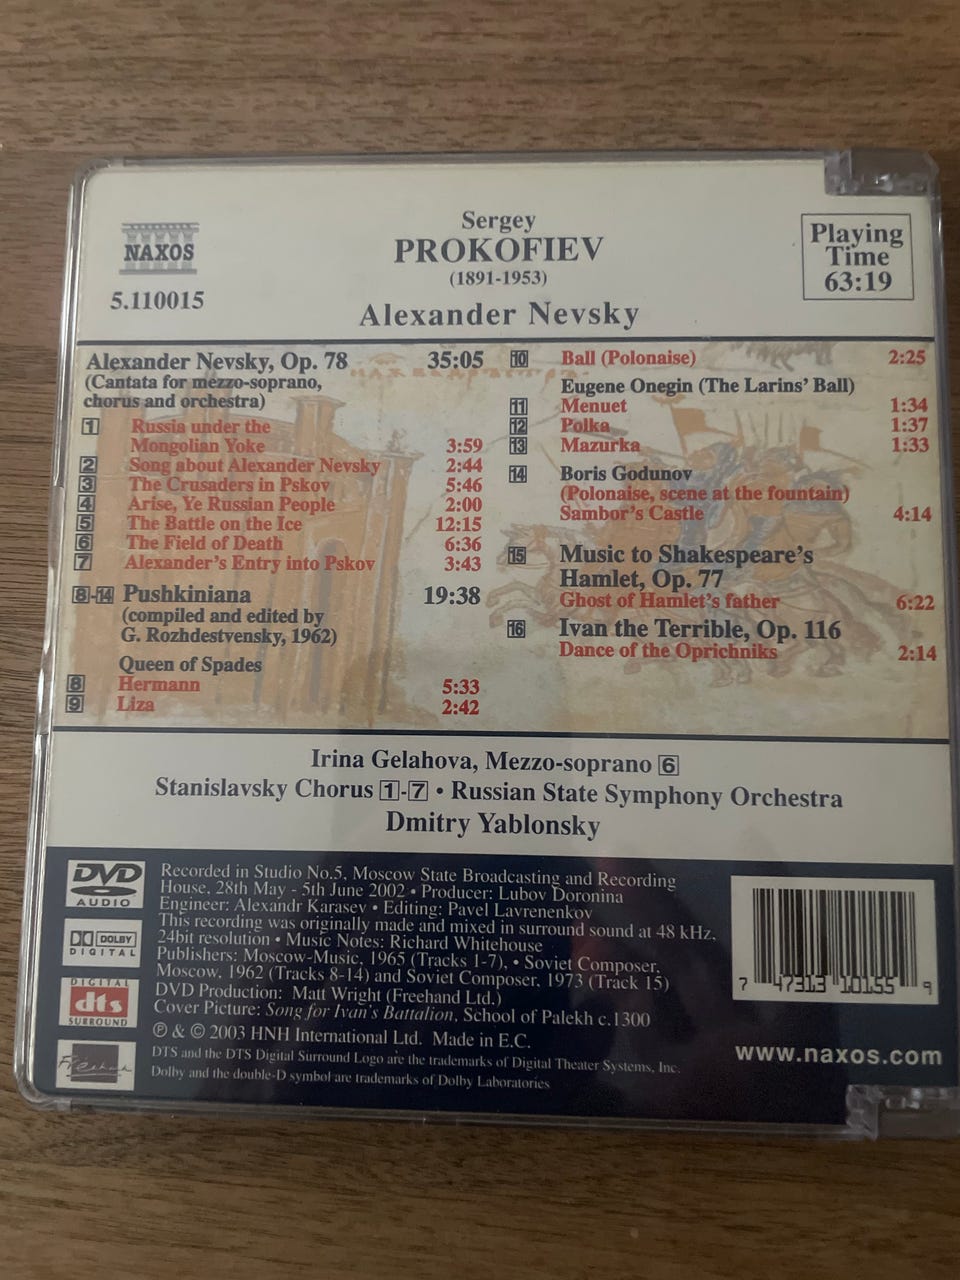 NAXOS
5.110015
Sergey
PROKOFIEV
(1891-1953)
Alexander Nevsky
Playing
Time
63:19
Alexander Nevsky, Op. 78 35:05
(Cantata for mezzo-soprano,
chorus and orchestra)
1 Russia under the
Mongolian Yoke 3:59
2 Song about Alexander Nevsky 2:44
3 The Crusaders in Pskov 5:46
4 Arise, Ye Russian People 2:00
5 The Battle on the Ice 12:15
6 The Field of Death 6:36
7 Alexander's Entry into Pskov 3:43
8-14 Pushkiniana 19:38
(compiled and edited by
G. Rozhdestvensky, 1962)
Queen of Spades
8 Hermann 5:33
9 Liza 2:42
10 Ball (Polonaise) 2:25
Eugene Onegin (The Larins' Ball)
11 Menuet 1:34
12 Polka 1:37
13 Mazurka 1:33
14 Boris Godunov
(Polonaise, scene at the fountain)
Sambor's Castle 4:14
15 Music to Shakespeare's
Hamlet, Op. 77
Ghost of Hamlet's father 6:22
16 Ivan the Terrible, Op. 116
Dance of the Oprichniks 2:14
Irina Gelahova, Mezzo-soprano 6
Stanislavsky Chorus 1-7 • Russian State Symphony Orchestra
Dmitry Yablonsky
DVD
AUDIO
DOLBY
DIGITAL
DIGITAL
dts
SURROUND
Recorded in Studio No.5, Moscow State Broadcasting and Recording
House, 28th May - 5th June 2002 • Producer: Lubov Doronina
Engineer: Alexandr Karasev • Editing: Pavel Lavrenenkov
This recording was originally made and mixed in surround sound at 48 kHz,
24bit resolution • Music Notes: Richard Whitehouse
Publishers: Moscow-Music, 1965 (Tracks 1-7), • Soviet Composer,
Moscow, 1962 (Tracks 8-14) and Soviet Composer, 1973 (Track 15)
DVD Production: Matt Wright (Freehand Ltd.)
Cover Picture: Song for Ivan's Battalion, School of Palekh c.1300
℗ & © 2003 HNH International Ltd. Made in E.C.
DTS and the DTS Digital Surround Logo are the trademarks of Digital Theater Systems, Inc.
Dolby and the double-D symbol are trademarks of Dolby Laboratories
7 47313 10155 9
www.naxos.com